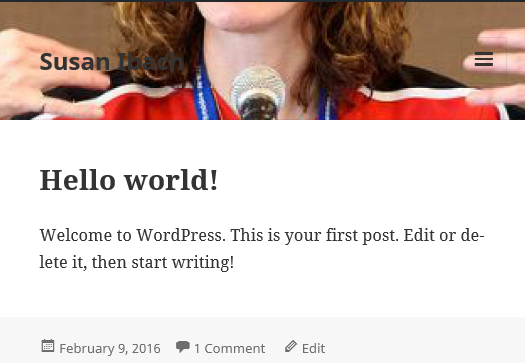 Susan Ibach
Hello world!
Welcome to WordPress. This is your first post. Edit or de-
lete it, then start writing!
February 9, 2016 1 Comment Edit